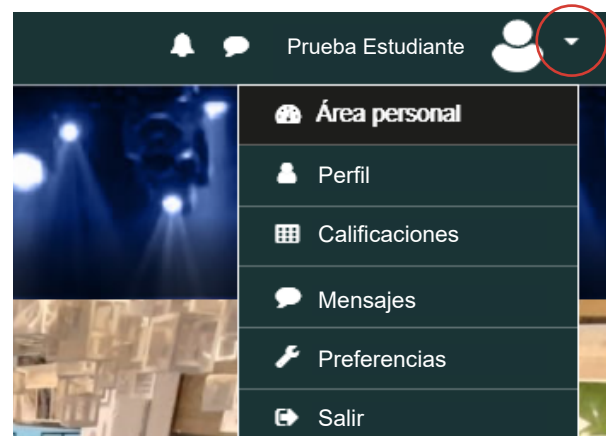 Prueba Estudiante
Área personal
Perfil
Calificaciones
Mensajes
Preferencias
Salir